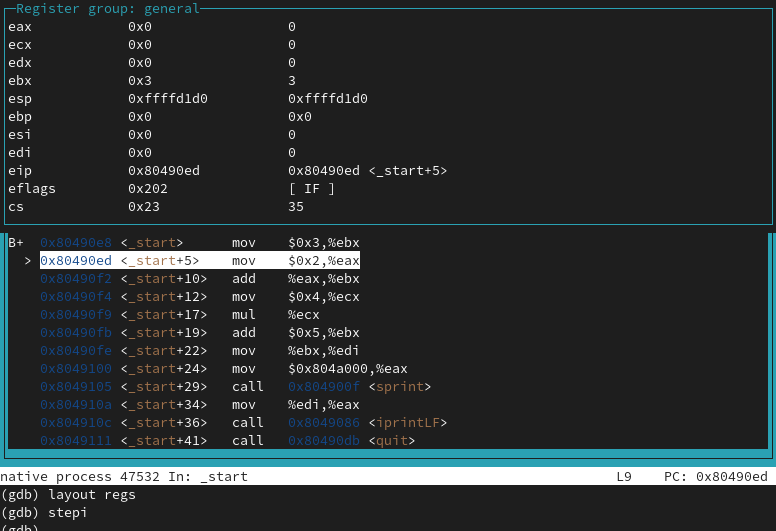 Register group: general
eax 0x0 0
ecx 0x0 0
edx 0x0 0
ebx 0x3 3
esp 0xffffd1d0 0xffffd1d0
ebp 0x0 0x0
esi 0x0 0
edi 0x0 0
eip 0x80490ed 0x80490ed <_start+5>
eflags 0x202 [ IF ]
cs 0x23 35
B+ 0x80490e8 <_start> mov $0x3,%ebx
> 0x80490ed <_start+5> mov $0x2,%eax
0x80490f2 <_start+10> add %eax,%ebx
0x80490f4 <_start+12> mov $0x4,%ecx
0x80490f9 <_start+17> mul %ecx
0x80490fb <_start+19> add $0x5,%ebx
0x80490fe <_start+22> mov %ebx,%edi
0x8049100 <_start+24> mov $0x804a000,%eax
0x8049105 <_start+29> call 0x804900f <sprint>
0x804910a <_start+34> mov %edi,%eax
0x804910c <_start+36> call 0x8049086 <iprintLF>
0x8049111 <_start+41> call 0x80490db <quit>
native process 47532 In: _start L9 PC: 0x80490ed
(gdb) layout regs
(gdb) stepi
(gdb)